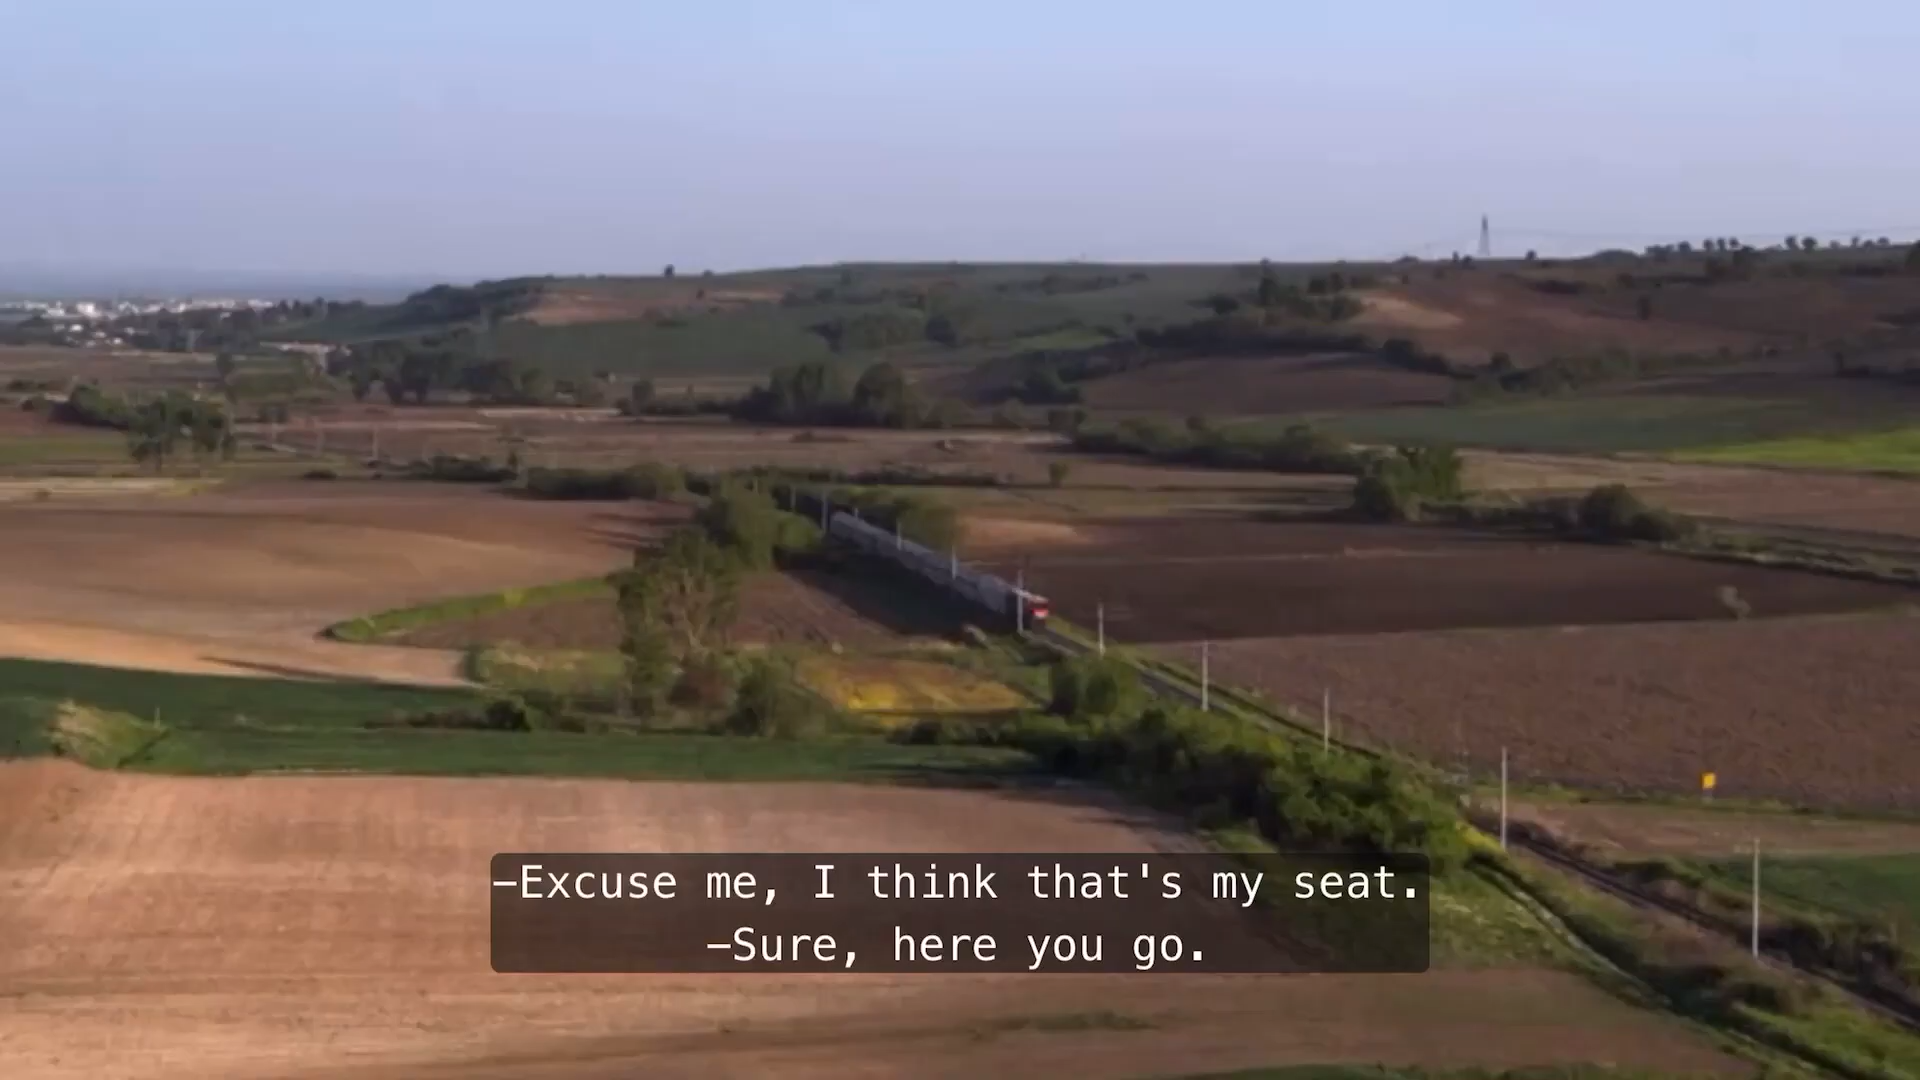 –Excuse me, I think that's my seat.
–Sure, here you go.